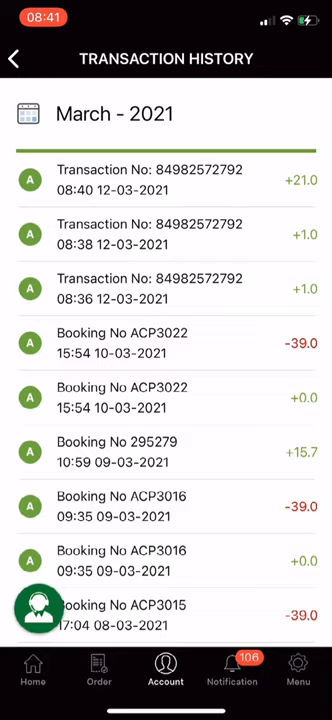 08:41
TRANSACTION HISTORY
March - 2021
A Transaction No: 84982572792
08:40 12-03-2021
+21.0
A Transaction No: 84982572792
08:38 12-03-2021
+1.0
A Transaction No: 84982572792
08:36 12-03-2021
+1.0
A Booking No ACP3022
15:54 10-03-2021
-39.0
A Booking No ACP3022
15:54 10-03-2021
+0.0
A Booking No 295279
10:59 09-03-2021
+15.7
A Booking No ACP3016
09:35 09-03-2021
-39.0
A Booking No ACP3016
09:35 09-03-2021
+0.0
Booking No ACP3015
17:04 08-03-2021
-39.0
106
Home Order Account Notification Menu